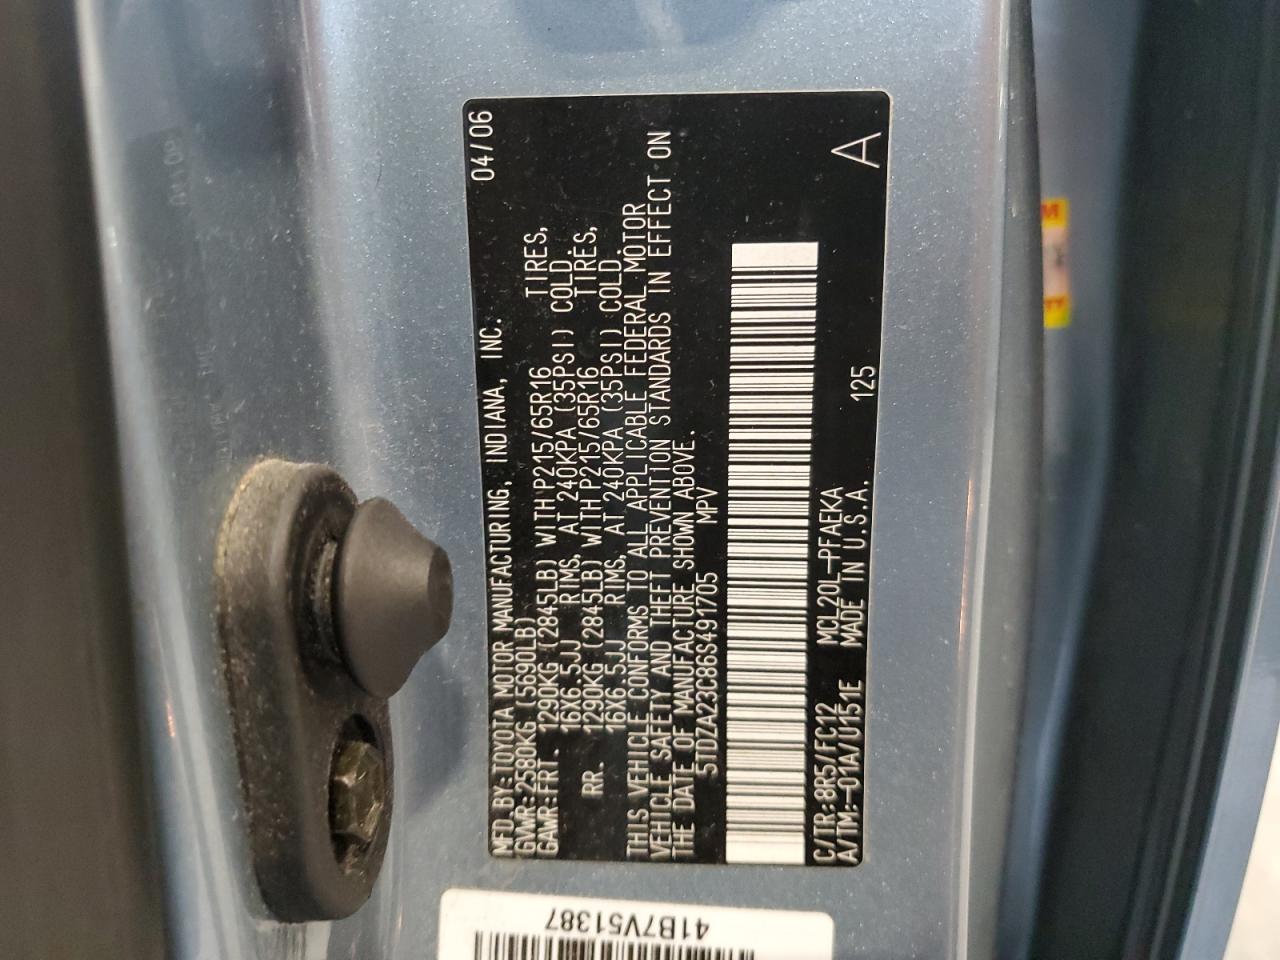 MFD.BY:TOYOTA MOTOR MANUFACTURING, INDIANA, INC. 04/06
GVWR:2580KG (5690LB)
GAWR:FRT. 1290KG (2845LB) WITH P215/65R16 TIRES,
16X6.5JJ RIMS, AT 240KPA (35PSI) COLD.
RR. 1290KG (2845LB) WITH P215/65R16 TIRES,
16X6.5JJ RIMS, AT 240KPA (35PSI) COLD.
THIS VEHICLE CONFORMS TO ALL APPLICABLE FEDERAL MOTOR
VEHICLE SAFETY AND THEFT PREVENTION STANDARDS IN EFFECT ON
THE DATE OF MANUFACTURE SHOWN ABOVE.
5TDZA23C86S491705 MPV
C/TR:8R5/FC12 MCL20L-PFAEKA
A/TM:-01A/U151E MADE IN U.S.A. 125
A
41B7V51387